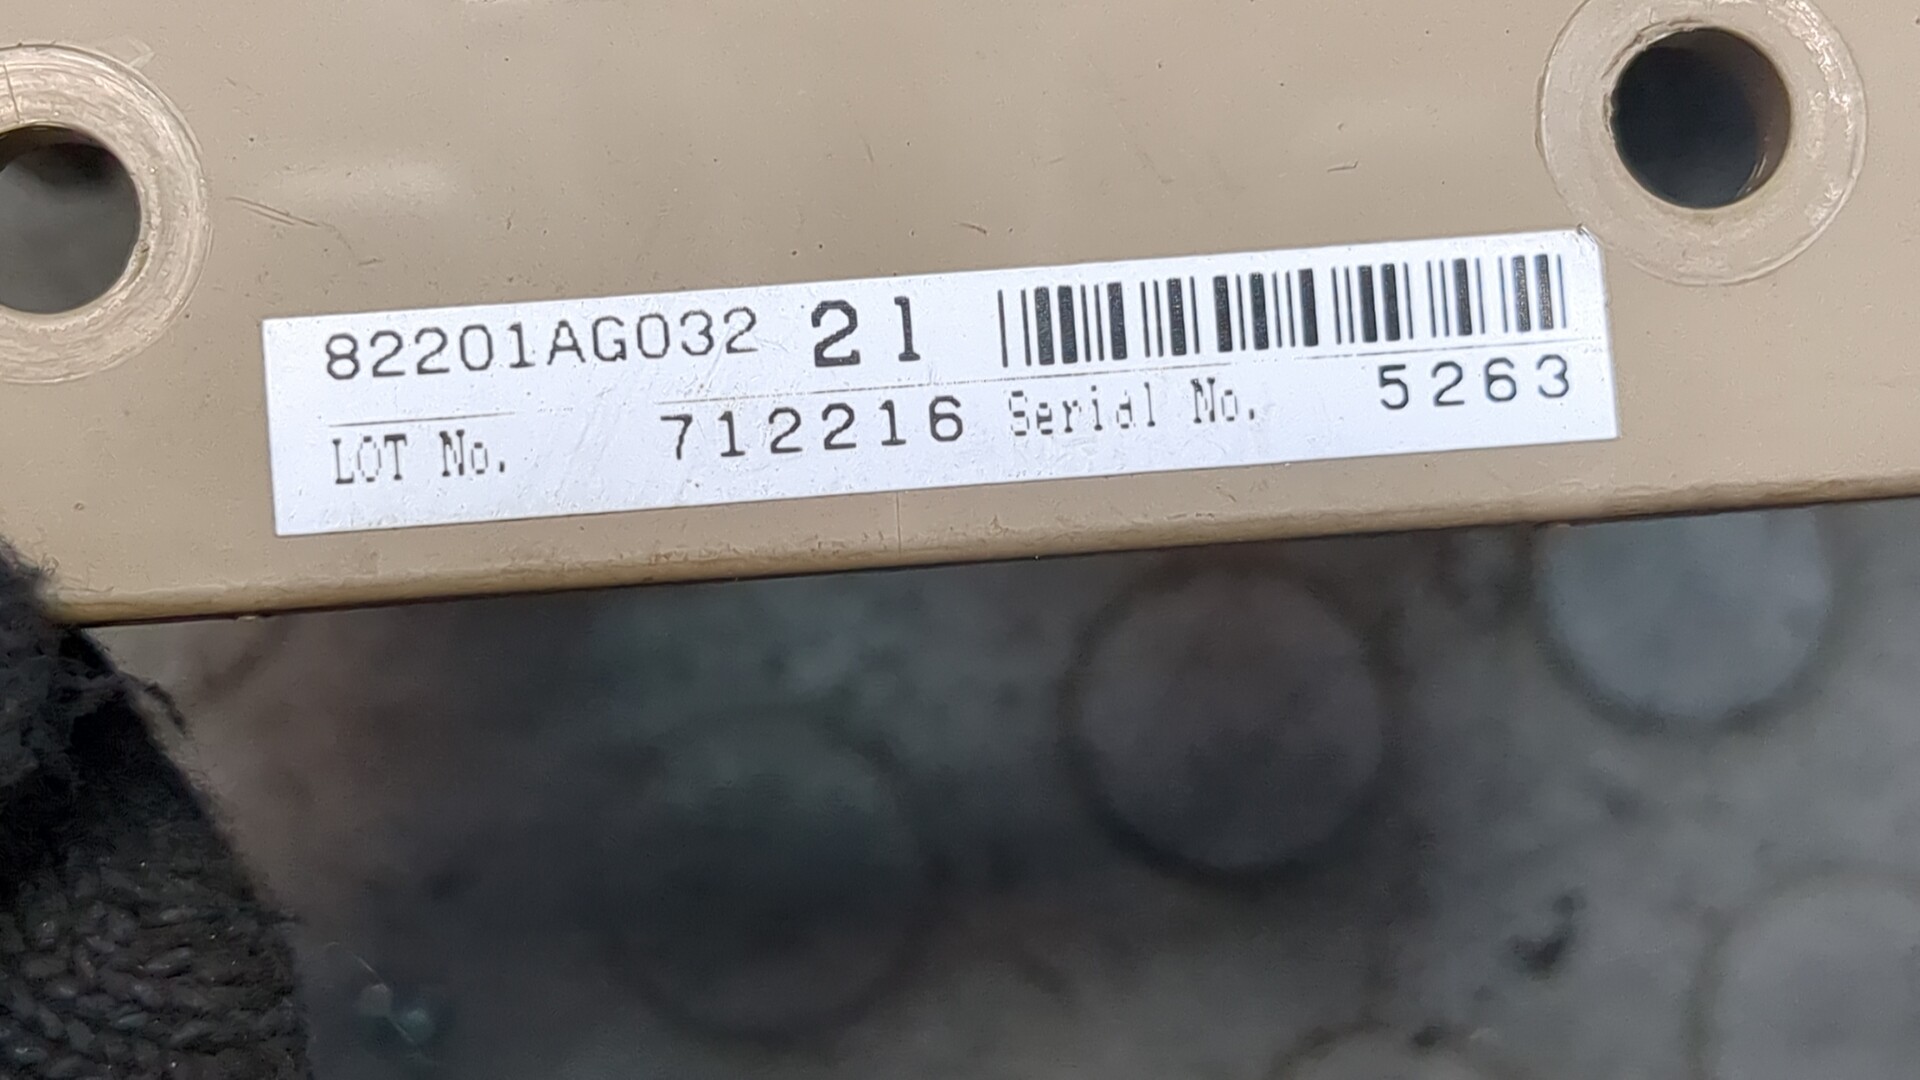 82201AG032 21
LOT No. 712216 Serial No. 5263